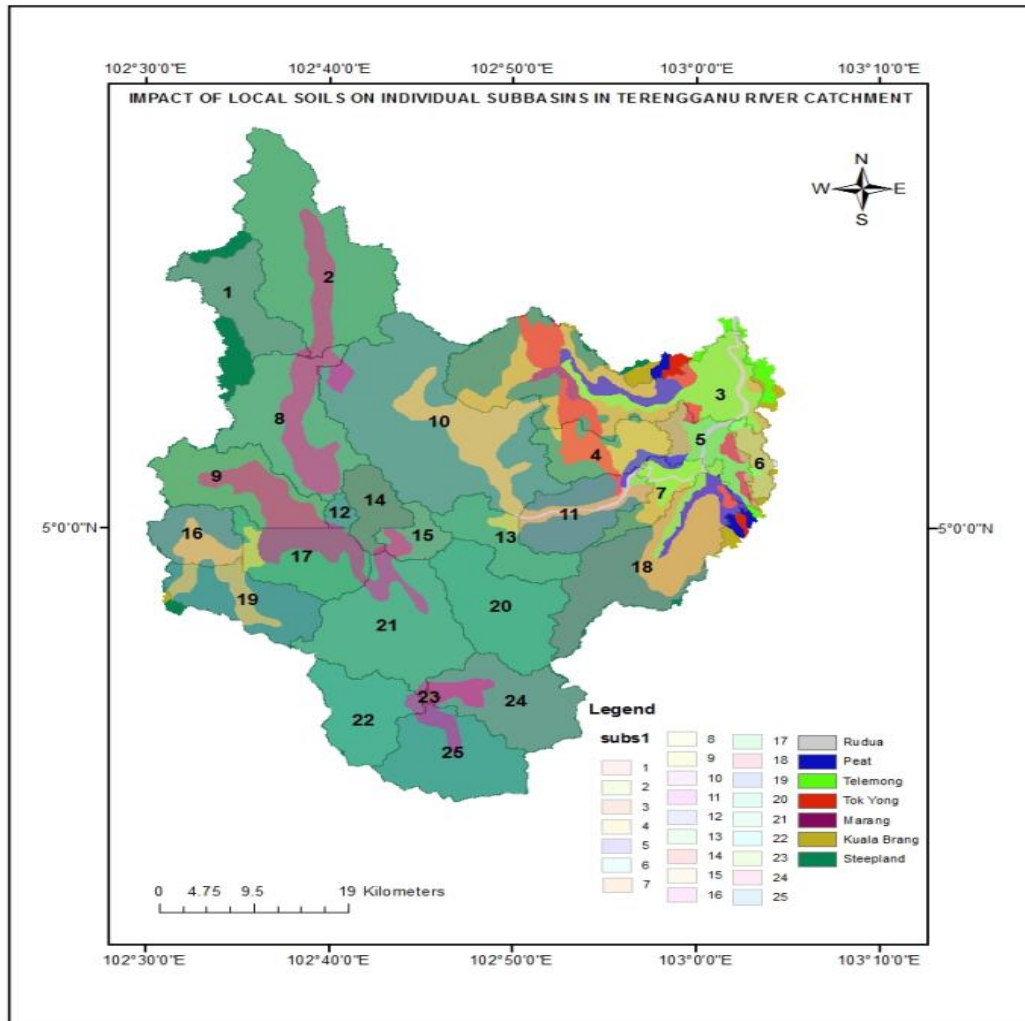 102°30'0"E 102°40'0"E 102°50'0"E 103°0'0"E 103°10'0"E
IMPACT OF LOCAL SOILS ON INDIVIDUAL SUBBASINS IN TERENGGANU RIVER CATCHMENT
N
W E
S
2
1
3
8
10
5
4
6
9
7
14
12
11
5°0'0"N 5°0'0"N
16
13
15
17
18
19
20
21
23
24
22
25
Legend
subs1
1
2
3
4
5
6
7
8
9
10
11
12
13
14
15
16
17
18
19
20
21
22
23
24
25
Rudua
Peat
Telemong
Tok Yong
Marang
Kuala Brang
Steepland
0 4.75 9.5 19 Kilometers
102°30'0"E 102°40'0"E 102°50'0"E 103°0'0"E 103°10'0"E